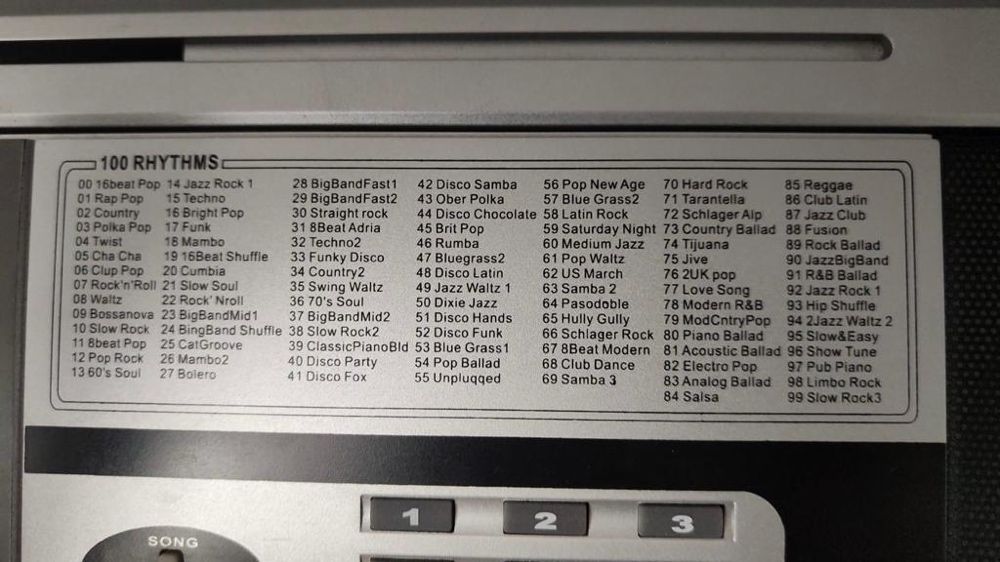 100 RHYTHMS
00 16beat Pop
01 Rap Pop
02 Country
03 Polka Pop
04 Twist
05 Cha Cha
06 Clup Pop
07 Rock'n'Roll
08 Waltz
09 Bossanova
10 Slow Rock
11 8beat Pop
12 Pop Rock
13 60's Soul
14 Jazz Rock 1
15 Techno
16 Bright Pop
17 Funk
18 Mambo
19 16Beat Shuffle
20 Cumbia
21 Slow Soul
22 Rock' Nroll
23 BigBandMid1
24 BingBand Shuffle
25 CatGroove
26 Mambo2
27 Bolero
28 BigBandFast1
29 BigBandFast2
30 Straight rock
31 8Beat Adria
32 Techno2
33 Funky Disco
34 Country2
35 Swing Waltz
36 70's Soul
37 BigBandMid2
38 Slow Rock2
39 ClassicPianoBld
40 Disco Party
41 Disco Fox
42 Disco Samba
43 Ober Polka
44 Disco Chocolate
45 Brit Pop
46 Rumba
47 Bluegrass2
48 Disco Latin
49 Jazz Waltz 1
50 Dixie Jazz
51 Disco Hands
52 Disco Funk
53 Blue Grass1
54 Pop Ballad
55 Unpluqqed
56 Pop New Age
57 Blue Grass2
58 Latin Rock
59 Saturday Night
60 Medium Jazz
61 Pop Waltz
62 US March
63 Samba 2
64 Pasodoble
65 Hully Gully
66 Schlager Rock
67 8Beat Modern
68 Club Dance
69 Samba 3
70 Hard Rock
71 Tarantella
72 Schlager Alp
73 Country Ballad
74 Tijuana
75 Jive
76 2UK pop
77 Love Song
78 Modern R&B
79 ModCntryPop
80 Piano Ballad
81 Acoustic Ballad
82 Electro Pop
83 Analog Ballad
84 Salsa
85 Reggae
86 Club Latin
87 Jazz Club
88 Fusion
89 Rock Ballad
90 JazzBigBand
91 R&B Ballad
92 Jazz Rock 1
93 Hip Shuffle
94 2Jazz Waltz 2
95 Slow&Easy
96 Show Tune
97 Pub Piano
98 Limbo Rock
99 Slow Rock3
1 2 3
SONG